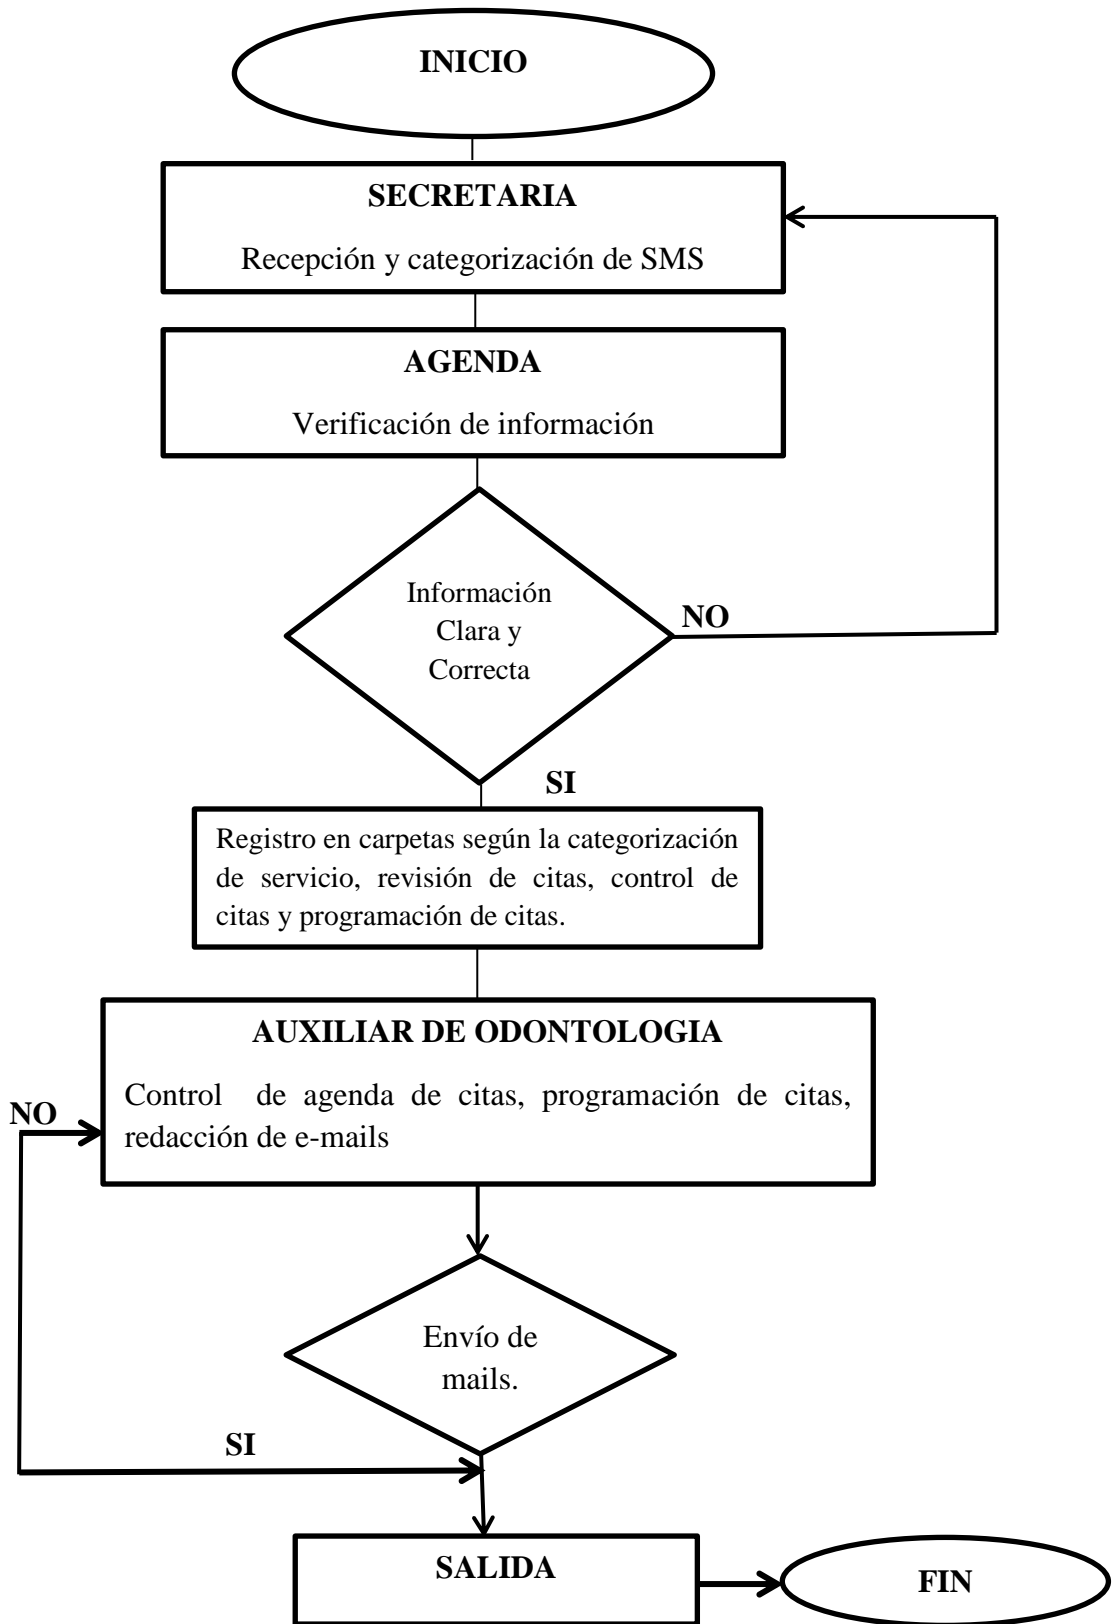 INICIO
SECRETARIA
Recepción y categorización de SMS
AGENDA
Verificación de información
Información
Clara y
Correcta
NO
SI
Registro en carpetas según la categorización
de servicio, revisión de citas, control de
citas y programación de citas.
AUXILIAR DE ODONTOLOGIA
Control de agenda de citas, programación de citas,
redacción de e-mails
NO
Envío de
mails.
SI
SALIDA
FIN